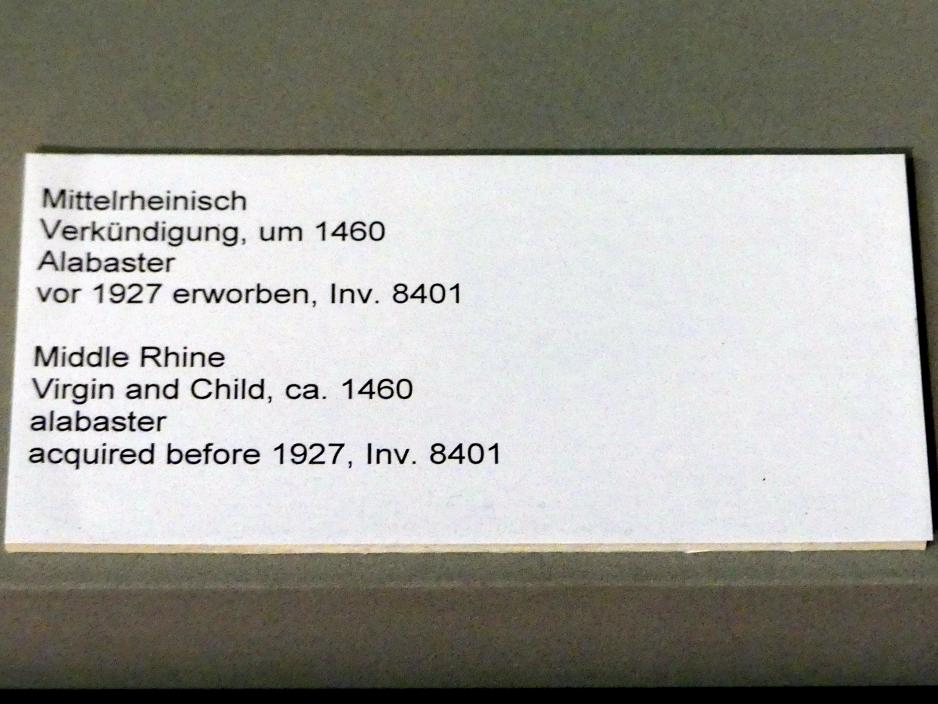 Mittelrheinisch
Verkündigung, um 1460
Alabaster
vor 1927 erworben, Inv. 8401
Middle Rhine
Virgin and Child, ca. 1460
alabaster
acquired before 1927, Inv. 8401